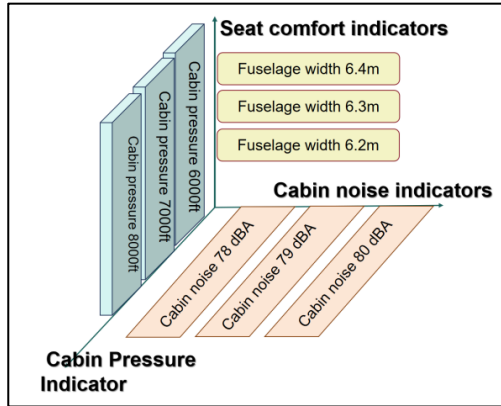 Seat comfort indicators
Fuselage width 6.4m
Fuselage width 6.3m
Fuselage width 6.2m
Cabin pressure 6000ft
Cabin pressure 7000ft
Cabin pressure 8000ft
Cabin noise indicators
Cabin noise 78 dBA
Cabin noise 79 dBA
Cabin noise 80 dBA
Cabin Pressure
Indicator